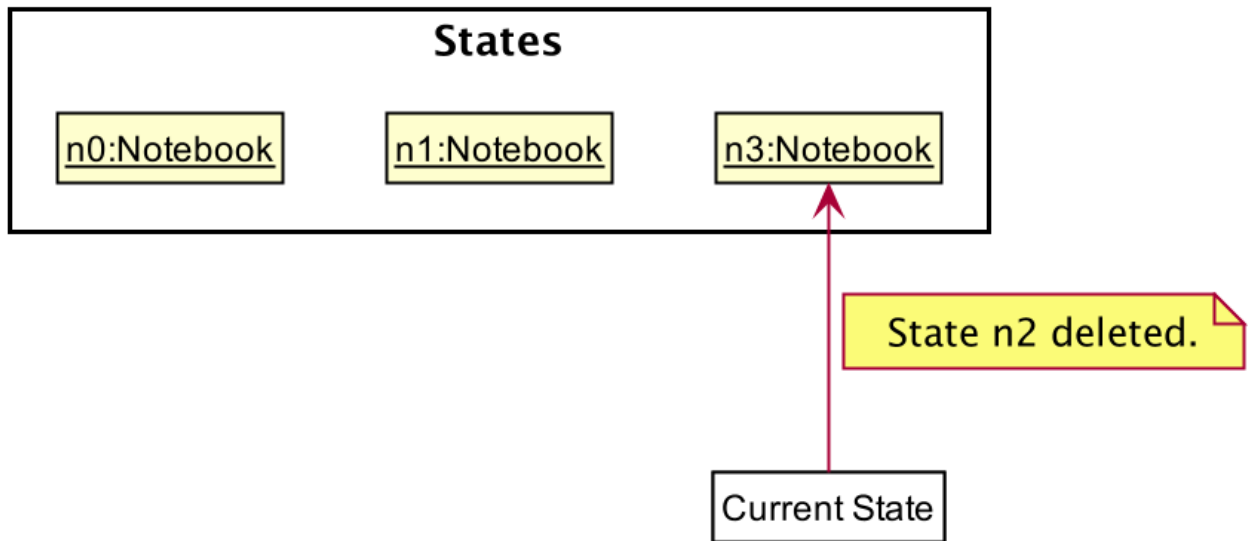 States
n0:Notebook
n1:Notebook
n3:Notebook
State n2 deleted.
Current State